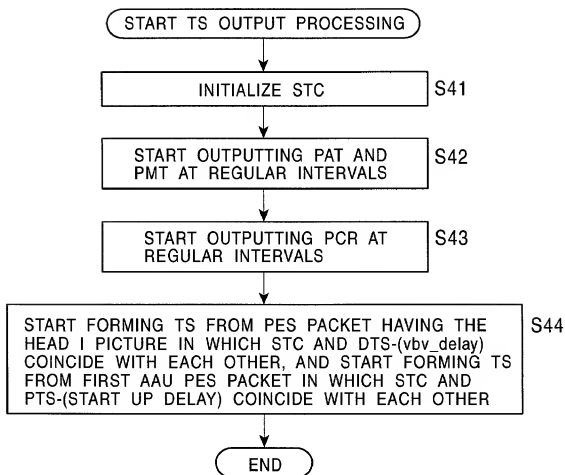 START TS OUTPUT PROCESSING
INITIALIZE STC
S41
START OUTPUTTING PAT AND
PMT AT REGULAR INTERVALS
S42
START OUTPUTTING PCR AT
REGULAR INTERVALS
S43
START FORMING TS FROM PES PACKET HAVING THE
HEAD I PICTURE IN WHICH STC AND DTS-(vbv_delay)
COINCIDE WITH EACH OTHER, AND START FORMING TS
FROM FIRST AAU PES PACKET IN WHICH STC AND
PTS-(START UP DELAY) COINCIDE WITH EACH OTHER
S44
END